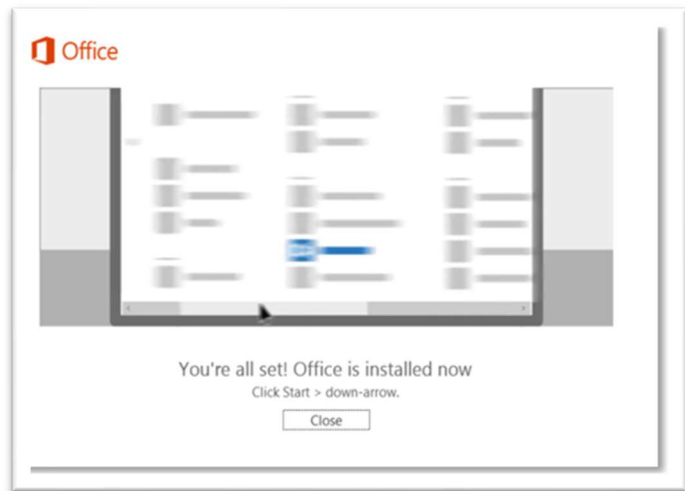 Office
You're all set! Office is installed now
Click Start > down-arrow.
Close